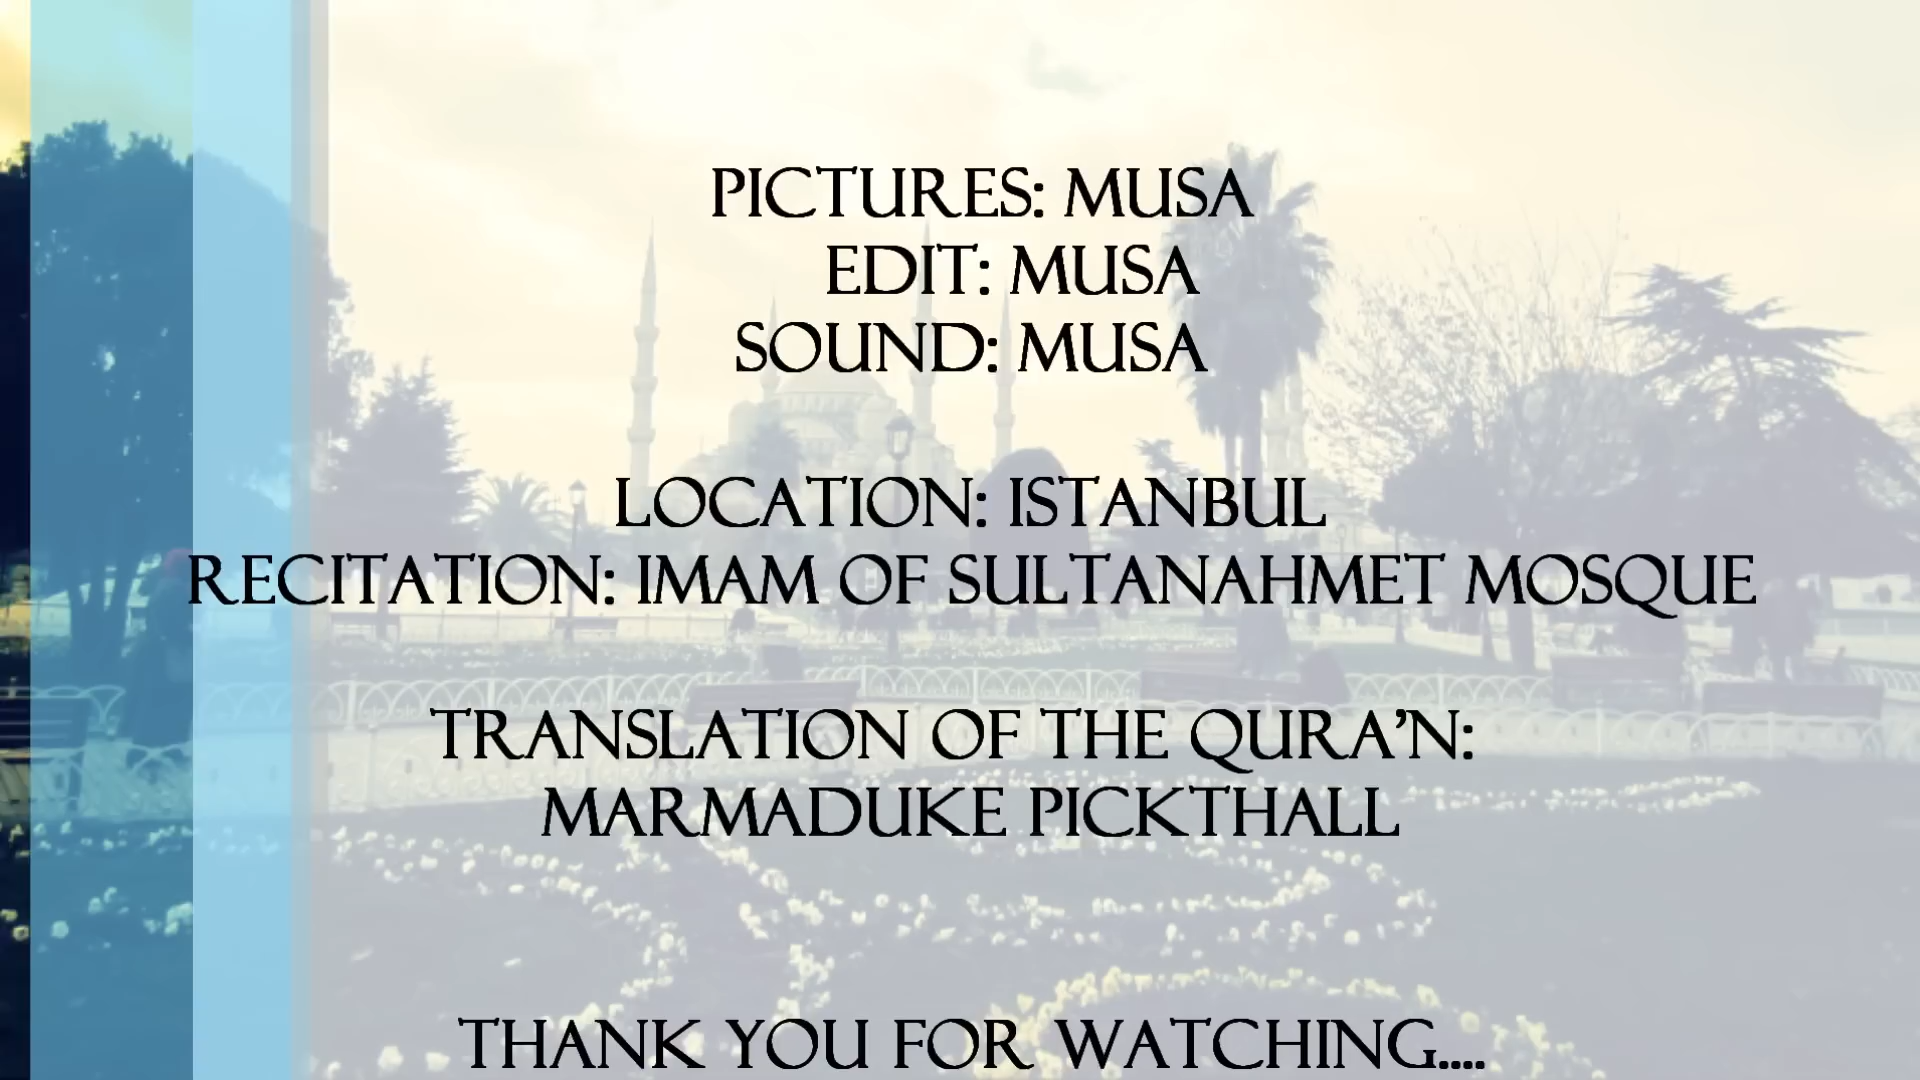 PICTURES: MUSA
EDIT: MUSA
SOUND: MUSA
LOCATION: ISTANBUL
RECITATION: IMAM OF SULTANAHMET MOSQUE
TRANSLATION OF THE QURA'N:
MARMADUKE PICKTHALL
THANK YOU FOR WATCHING....